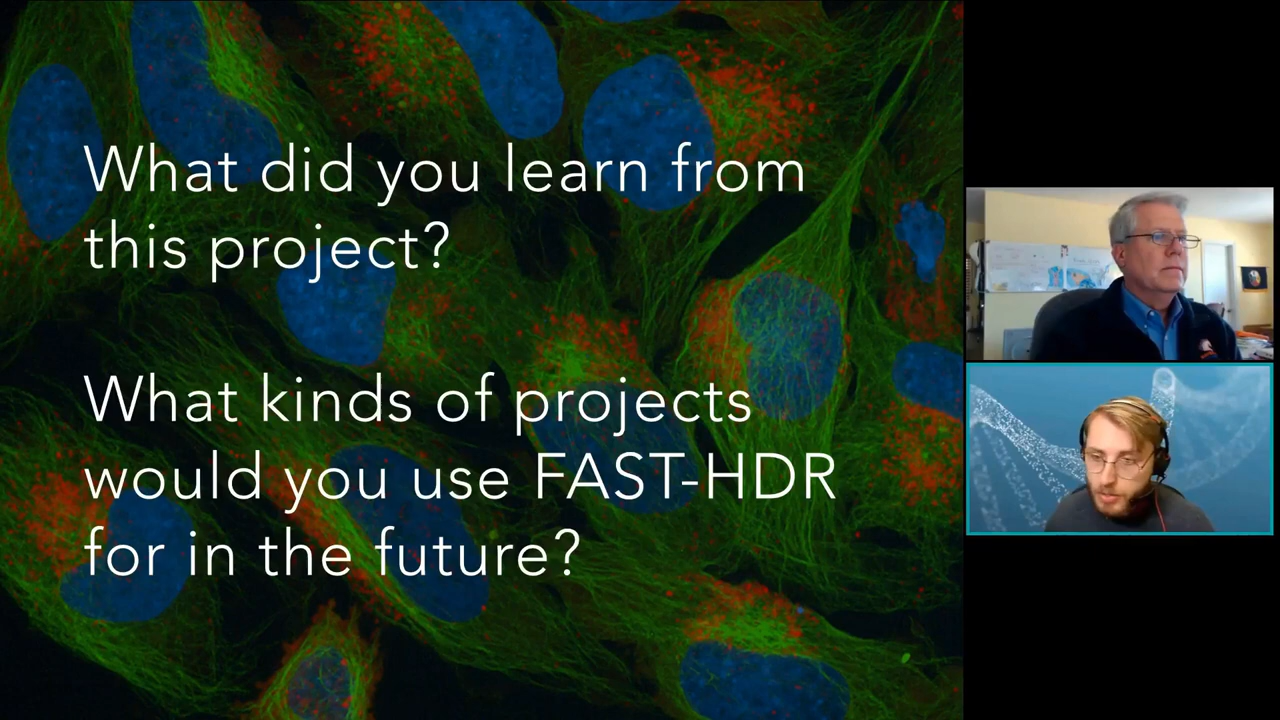 What did you learn from
this project?
What kinds of projects
would you use FAST-HDR
for in the future?